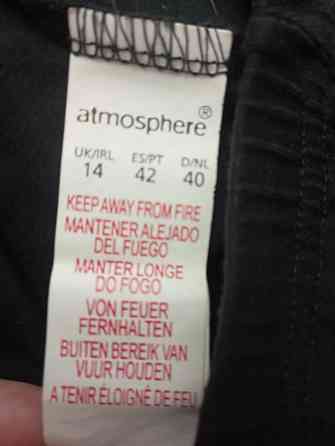 atmosphere®
UK/IRL ES/PT D/NL
14 42 40
KEEP AWAY FROM FIRE
MANTENER ALEJADO
DEL FUEGO
MANTER LONGE
DO FOGO
VON FEUER
FERNHALTEN
BUITEN BEREIK VAN
VUUR HOUDEN
A TENIR ÉLOIGNÉ DE FEU